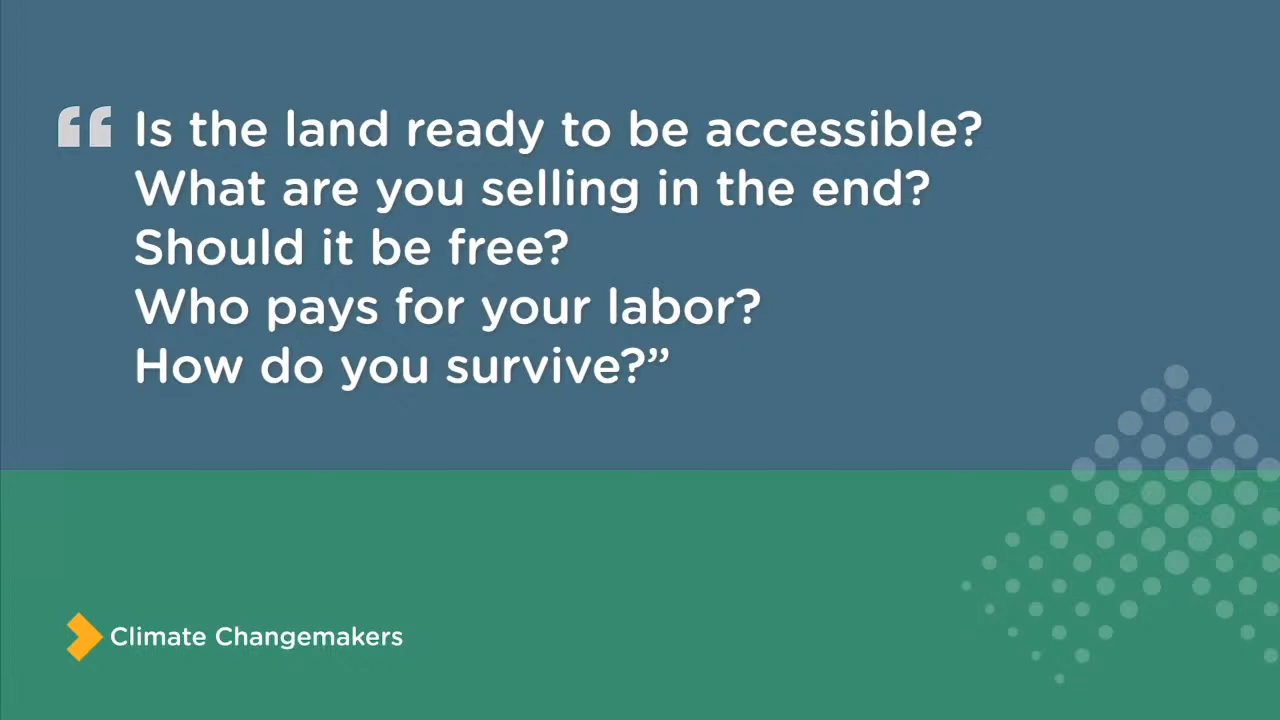 “Is the land ready to be accessible?
What are you selling in the end?
Should it be free?
Who pays for your labor?
How do you survive?”
Climate Changemakers